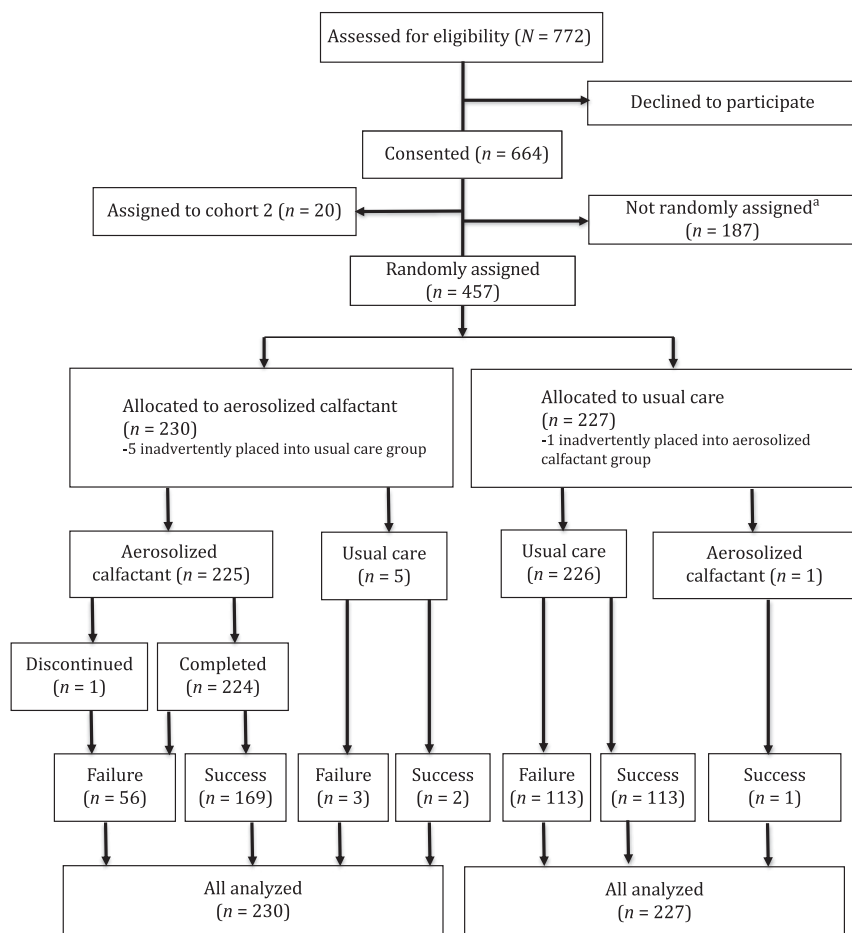 Assessed for eligibility (N = 772)
Declined to participate
Consented (n = 664)
Assigned to cohort 2 (n = 20)
Not randomly assignedᵃ
(n = 187)
Randomly assigned
(n = 457)
Allocated to aerosolized calfactant
(n = 230)
-5 inadvertently placed into usual care group
Allocated to usual care
(n = 227)
-1 inadvertently placed into aerosolized
calfactant group
Aerosolized
calfactant (n = 225)
Usual care
(n = 5)
Usual care
(n = 226)
Aerosolized
calfactant (n = 1)
Discontinued
(n = 1)
Completed
(n = 224)
Failure
(n = 56)
Success
(n = 169)
Failure
(n = 3)
Success
(n = 2)
Failure
(n = 113)
Success
(n = 113)
Success
(n = 1)
All analyzed
(n = 230)
All analyzed
(n = 227)